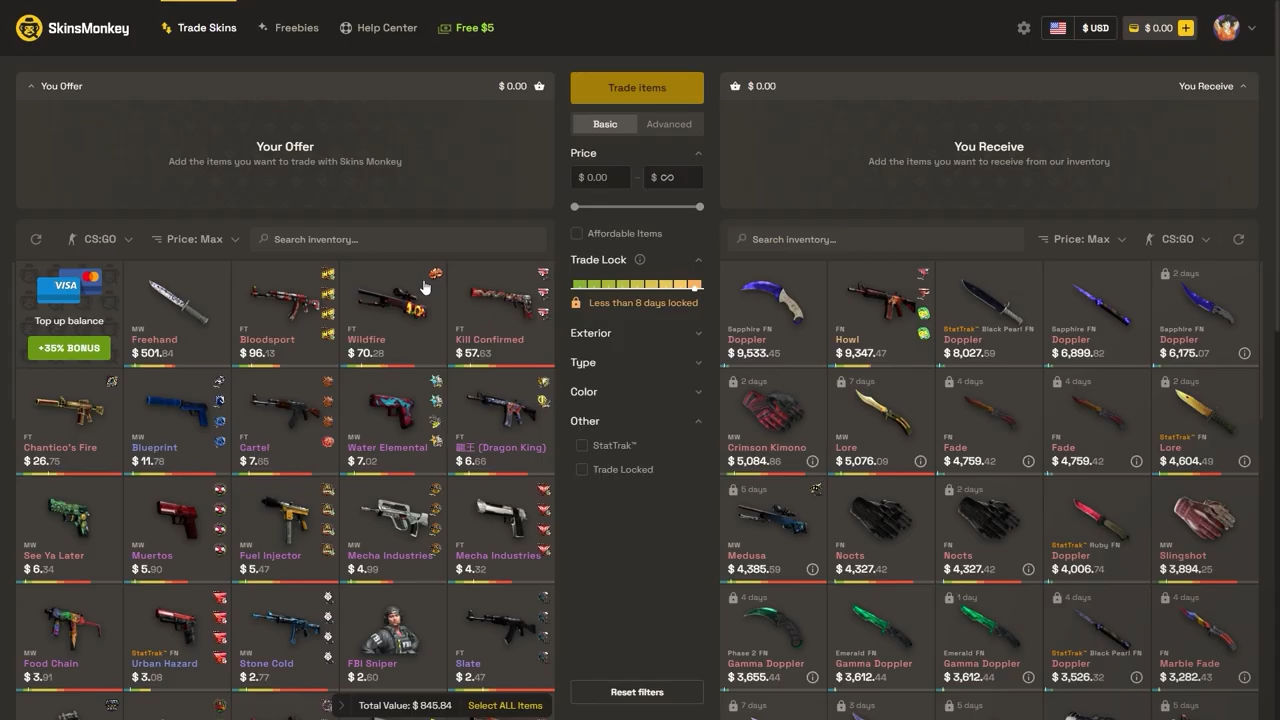 SkinsMonkey
Trade Skins
Freebies
Help Center
Free $5
$ USD
$ 0.00
You Offer
$ 0.00
Your Offer
Add the items you want to trade with Skins Monkey
Trade items
Basic
Advanced
$ 0.00
You Receive
You Receive
Add the items you want to receive from our inventory
CS:GO
Price: Max
Search inventory...
Price
$ 0.00
-
$ ∞
Affordable Items
Trade Lock
Less than 8 days locked
Exterior
Type
Color
Other
StatTrak™
Trade Locked
Reset filters
Search inventory...
Price: Max
CS:GO
VISA
Top up balance
+35% BONUS
MW
Freehand
$ 501.84
FT
Bloodsport
$ 96.13
FT
Wildfire
$ 70.28
FT
Kill Confirmed
$ 57.63
FT
Chantico's Fire
$ 26.75
MW
Blueprint
$ 11.78
FT
Cartel
$ 7.65
MW
Water Elemental
$ 7.02
FT
龍王 (Dragon King)
$ 6.66
MW
See Ya Later
$ 6.34
MW
Muertos
$ 5.90
MW
Fuel Injector
$ 5.47
MW
Mecha Industries
$ 4.99
MW
Mecha Industries
$ 4.32
MW
Food Chain
$ 3.91
StatTrak™ FN
Urban Hazard
$ 3.08
MW
Stone Cold
$ 2.77
FBI Sniper
$ 2.60
FT
Slate
$ 2.47
Total Value: $ 845.84
Select ALL Items
Sapphire FN
Doppler
$ 9,533.45
FN
Howl
$ 9,347.47
StatTrak™ Black Pearl FN
Doppler
$ 8,027.59
Sapphire FN
Doppler
$ 6,899.82
2 days
Sapphire FN
Doppler
$ 6,175.07
2 days
MW
Crimson Kimono
$ 5,084.86
7 days
MW
Lore
$ 5,076.09
4 days
FN
Fade
$ 4,759.42
4 days
FN
Fade
$ 4,759.42
2 days
StatTrak™ FN
Lore
$ 4,604.49
5 days
MW
Medusa
$ 4,385.59
FN
Nocts
$ 4,327.42
2 days
FN
Nocts
$ 4,327.42
StatTrak™ Ruby FN
Doppler
$ 4,006.74
MW
Slingshot
$ 3,894.25
4 days
Phase 2 FN
Gamma Doppler
$ 3,655.44
Emerald FN
Gamma Doppler
$ 3,612.44
1 day
Emerald FN
Gamma Doppler
$ 3,612.44
4 days
StatTrak™ Black Pearl FN
Doppler
$ 3,526.32
4 days
FN
Marble Fade
$ 3,282.43
7 days
3 days
5 days
5 days